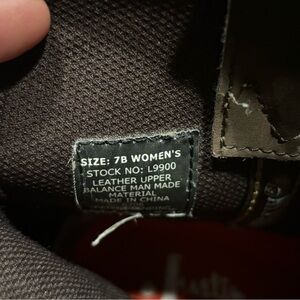 SIZE: 7B WOMEN'S
STOCK NO: L9900
LEATHER UPPER
BALANCE MAN MADE
MATERIAL
MADE IN CHINA